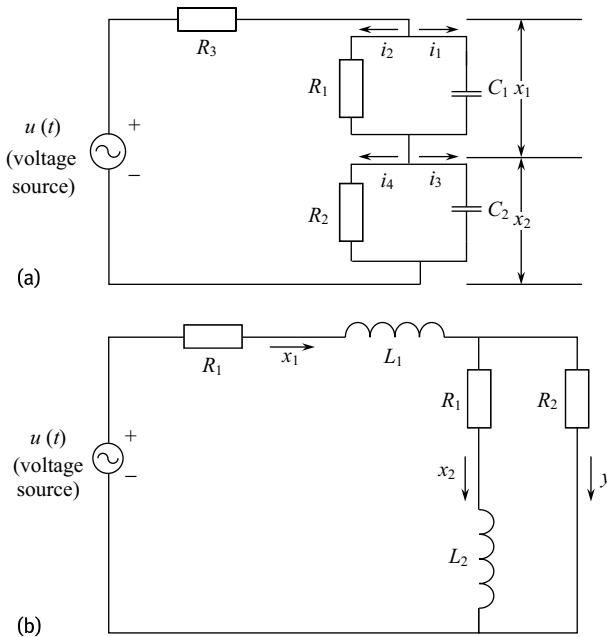 R3
i2 i1
R1
C1 x1
u (t)
(voltage
source)
+
−
i4 i3
R2
C2 x2
(a)
R1
x1
L1
R1
R2
u (t)
(voltage
source)
+
−
x2
y
L2
(b)